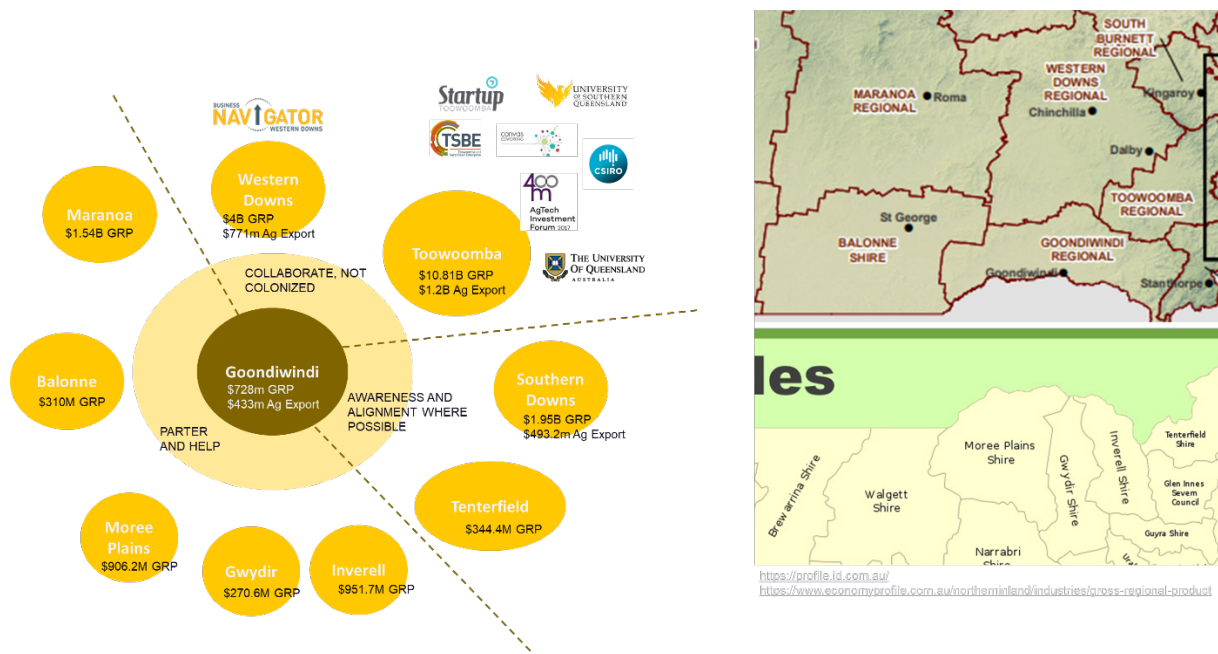 BUSINESS
NAVIGATOR
WESTERN DOWNS
Startup
TOOWOOMBA
UNIVERSITY
OF SOUTHERN
QUEENSLAND
TSBE
canvas
COWORKING
CSIRO
400m
AgTech
Investment
Forum 2017
THE UNIVERSITY
OF QUEENSLAND
AUSTRALIA
Maranoa
$1.54B GRP
Western
Downs
$4B GRP
$771m Ag Export
Toowoomba
$10.81B GRP
$1.2B Ag Export
COLLABORATE, NOT
COLONIZED
Goondiwindi
$728m GRP
$433m Ag Export
Balonne
$310M GRP
AWARENESS AND
ALIGNMENT WHERE
POSSIBLE
PARTER
AND HELP
Southern
Downs
$1.95B GRP
$493.2m Ag Export
Tenterfield
$344.4M GRP
Moree
Plains
$906.2M GRP
Gwydir
$270.6M GRP
Inverell
$951.7M GRP
SOUTH
BURNETT
REGIONAL
WESTERN
DOWNS
REGIONAL
MARANOA
REGIONAL
Roma
Kingaroy
Chinchilla
Dalby
TOOWOOMBA
REGIONAL
St George
BALONNE
SHIRE
GOONDIWINDI
REGIONAL
Goondiwindi
Stanthorpe
les
Brewarrina Shire
Walgett
Shire
Moree Plains
Shire
Gwydir Shire
Inverell Shire
Tenterfield
Shire
Glen Innes
Severn
Council
Guyra Shire
Narrabri
Shire
https://profile.id.com.au/
https://www.economyprofile.com.au/northerninland/industries/gross-regional-product